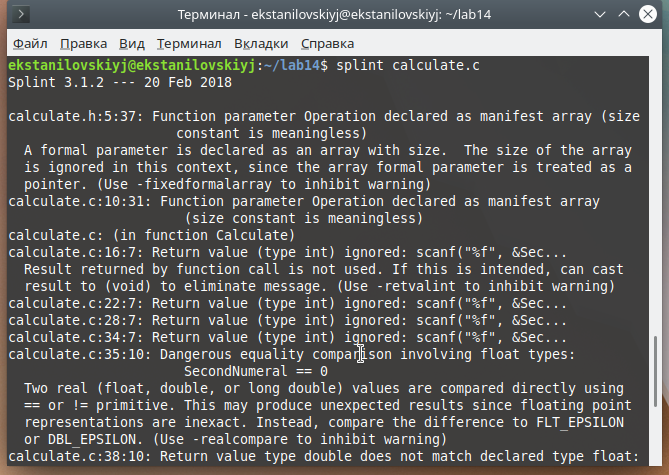 Терминал - ekstanilovskiyj@ekstanilovskiyj: ~/lab14
Файл Правка Вид Терминал Вкладки Справка
ekstanilovskiyj@ekstanilovskiyj:~/lab14$ splint calculate.c
Splint 3.1.2 --- 20 Feb 2018
calculate.h:5:37: Function parameter Operation declared as manifest array (size
constant is meaningless)
A formal parameter is declared as an array with size.  The size of the array
is ignored in this context, since the array formal parameter is treated as a
pointer. (Use -fixedformalarray to inhibit warning)
calculate.c:10:31: Function parameter Operation declared as manifest array
(size constant is meaningless)
calculate.c: (in function Calculate)
calculate.c:16:7: Return value (type int) ignored: scanf("%f", &Sec...
Result returned by function call is not used. If this is intended, can cast
result to (void) to eliminate message. (Use -retvalint to inhibit warning)
calculate.c:22:7: Return value (type int) ignored: scanf("%f", &Sec...
calculate.c:28:7: Return value (type int) ignored: scanf("%f", &Sec...
calculate.c:34:7: Return value (type int) ignored: scanf("%f", &Sec...
calculate.c:35:10: Dangerous equality comparison involving float types:
SecondNumeral == 0
Two real (float, double, or long double) values are compared directly using
== or != primitive. This may produce unexpected results since floating point
representations are inexact. Instead, compare the difference to FLT_EPSILON
or DBL_EPSILON. (Use -realcompare to inhibit warning)
calculate.c:38:10: Return value type double does not match declared type float: